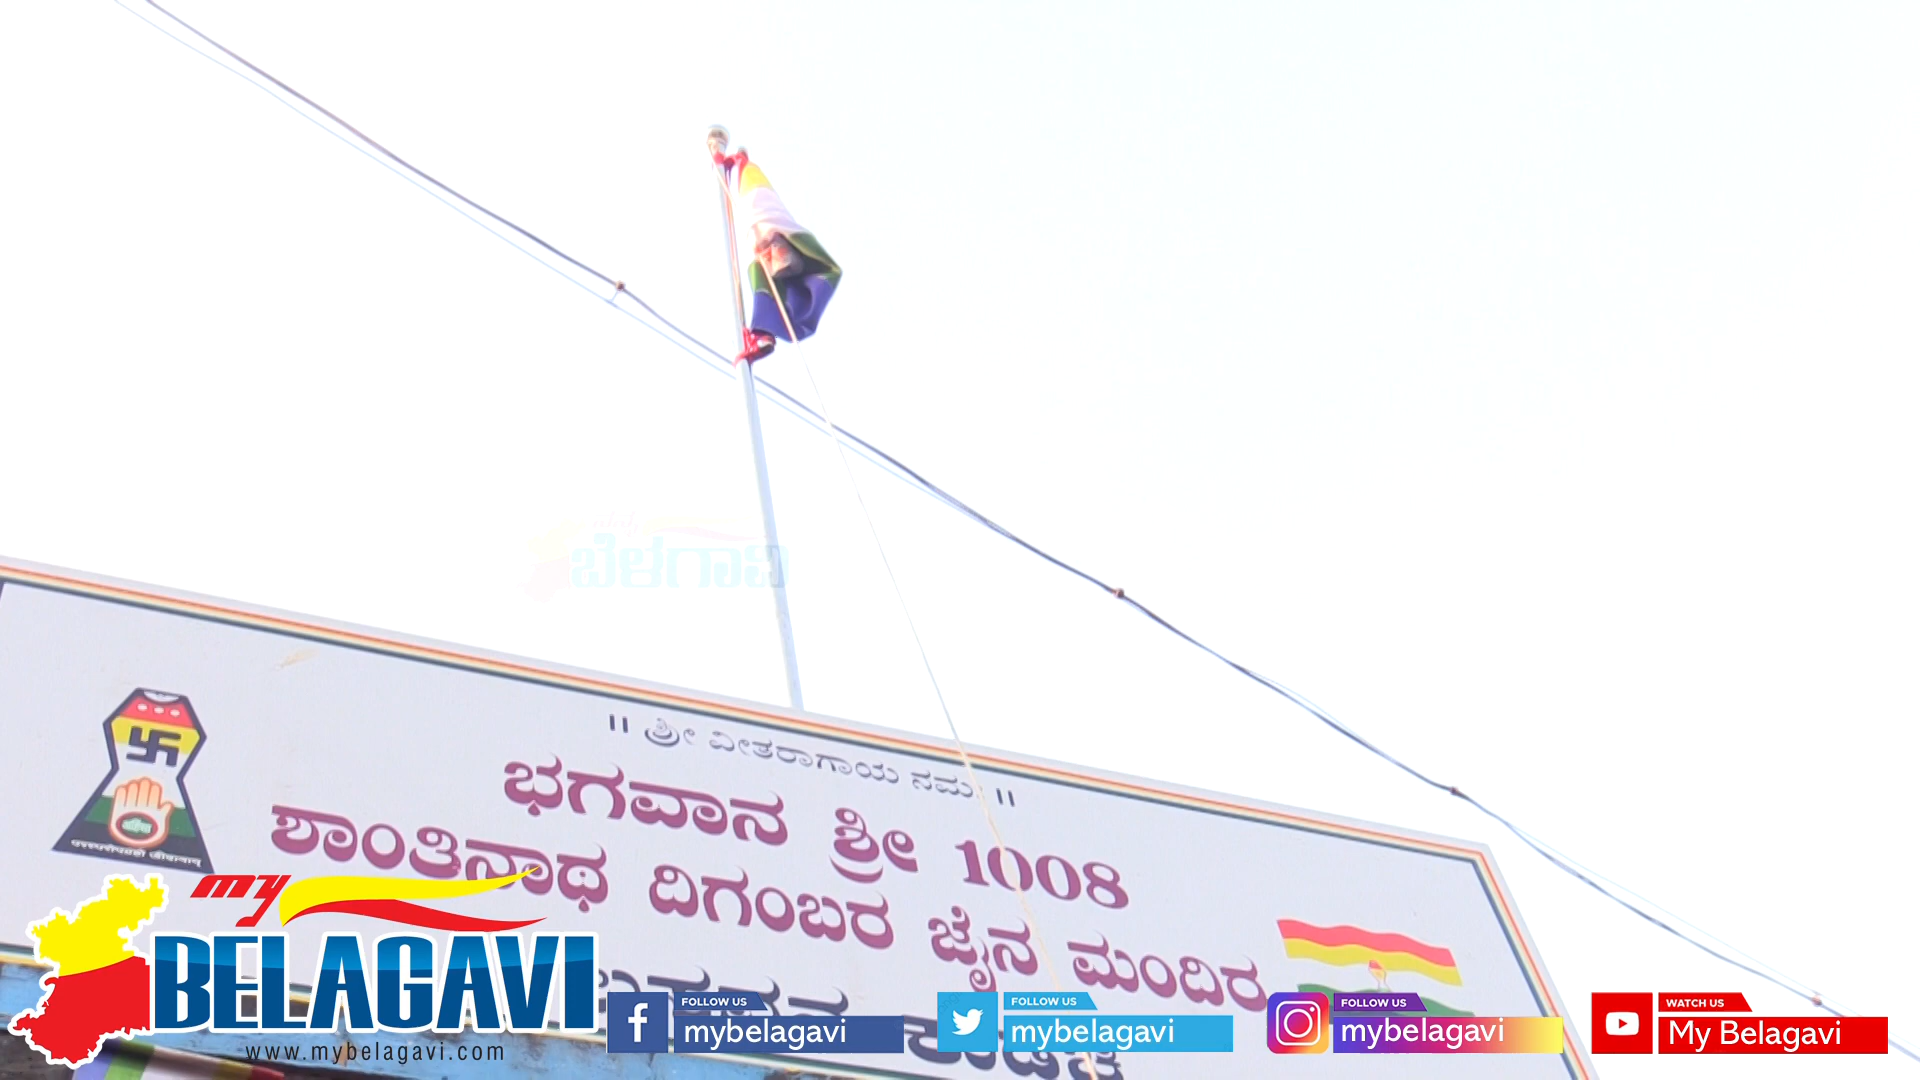 ಬೆಳಗಾವಿ
॥ ಶ್ರೀ ವೀತರಾಗಾಯ ನಮಃ ॥
ಭಗವಾನ ಶ್ರೀ 1008
ಶಾಂತಿನಾಥ ದಿಗಂಬರ ಜೈನ ಮಂದಿರ
my
BELAGAVI
www.mybelagavi.com
FOLLOW US
mybelagavi
FOLLOW US
mybelagavi
FOLLOW US
mybelagavi
WATCH US
My Belagavi